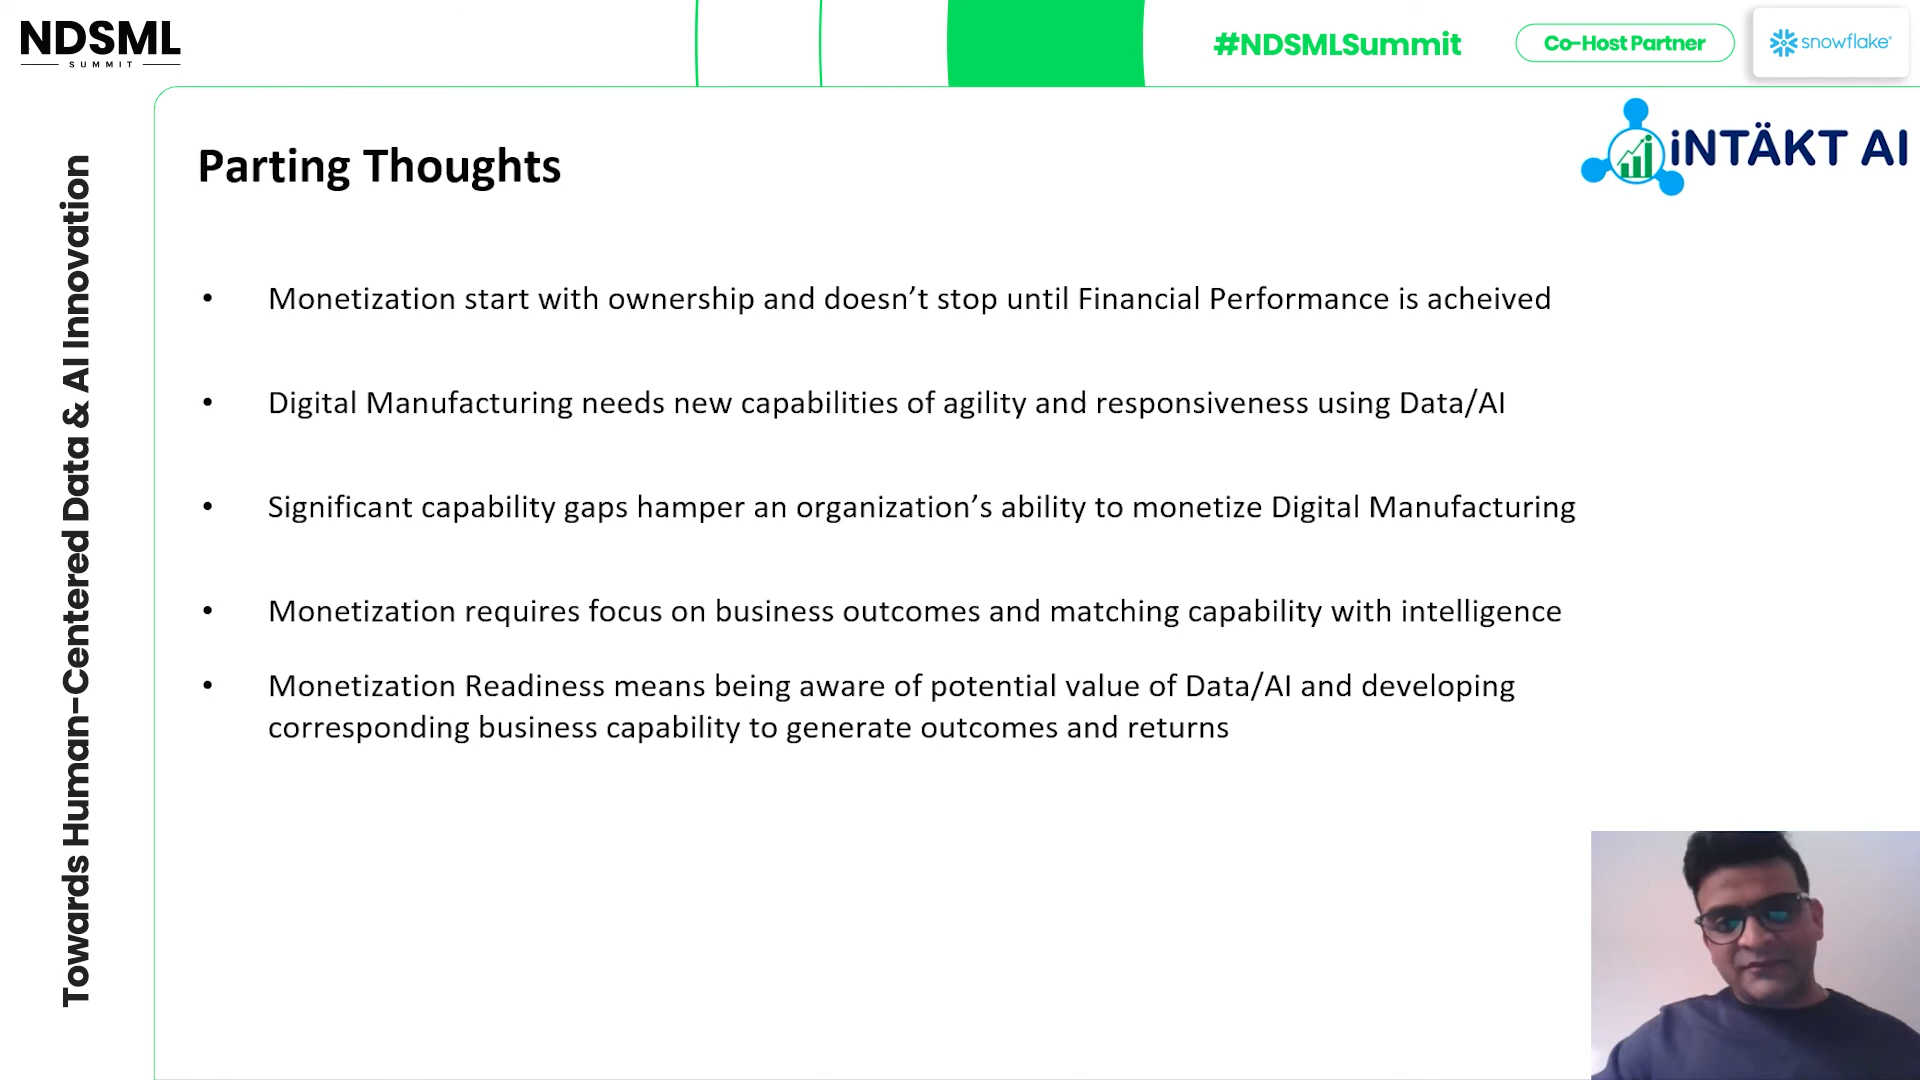 NDSML
SUMMIT
#NDSMLSummit
Co-Host Partner
snowflake®
iNTÄKT AI
Towards Human-Centered Data & AI Innovation
Parting Thoughts
• Monetization start with ownership and doesn’t stop until Financial Performance is acheived
• Digital Manufacturing needs new capabilities of agility and responsiveness using Data/AI
• Significant capability gaps hamper an organization’s ability to monetize Digital Manufacturing
• Monetization requires focus on business outcomes and matching capability with intelligence
• Monetization Readiness means being aware of potential value of Data/AI and developing
corresponding business capability to generate outcomes and returns